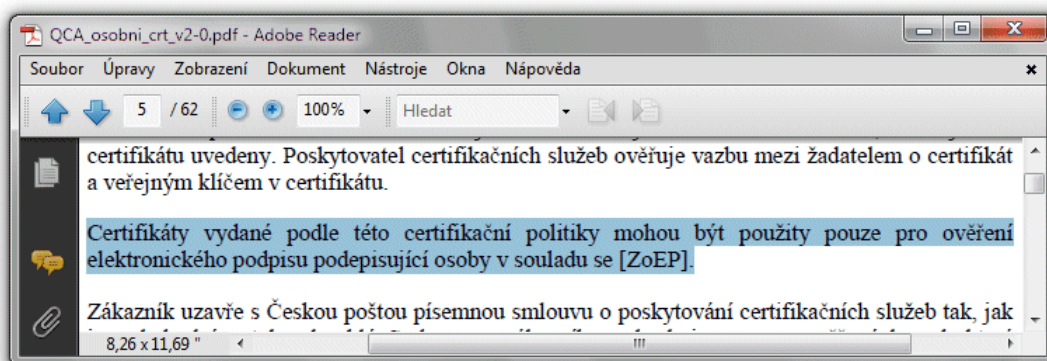 QCA_osobni_crt_v2-0.pdf - Adobe Reader
Soubor Úpravy Zobrazení Dokument Nástroje Okna Nápověda
5 / 62 100% Hledat
certifikátu uvedeny. Poskytovatel certifikačních služeb ověřuje vazbu mezi žadatelem o certifikát
a veřejným klíčem v certifikátu.
Certifikáty vydané podle této certifikační politiky mohou být použity pouze pro ověření
elektronického podpisu podepisující osoby v souladu se [ZoEP].
Zákazník uzavře s Českou poštou písemnou smlouvu o poskytování certifikačních služeb tak, jak
8,26 x 11,69 "